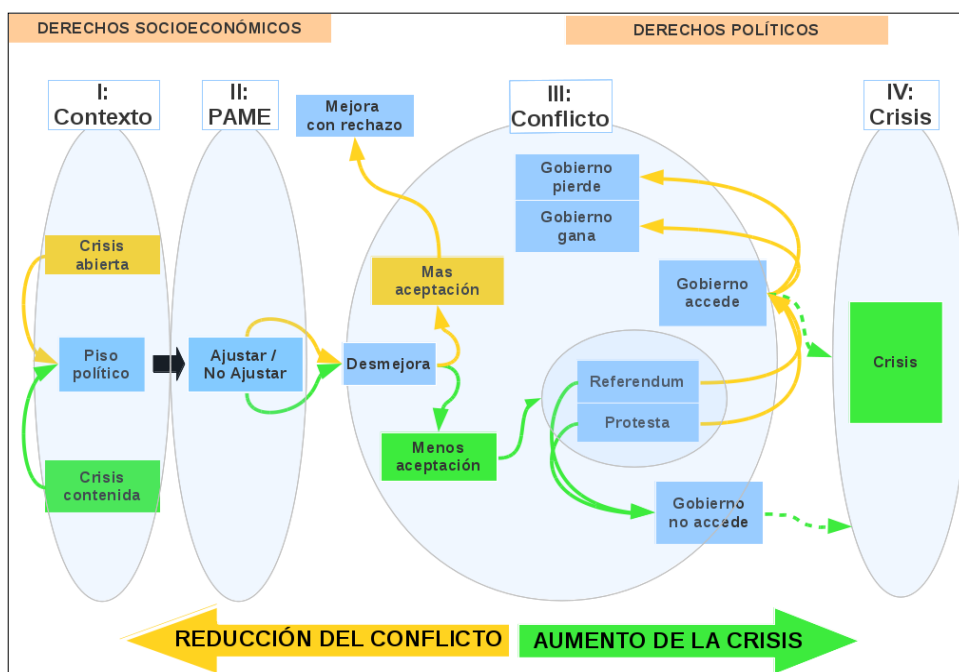 DERECHOS SOCIOECONÓMICOS
DERECHOS POLÍTICOS
I:
Contexto
II:
PAME
III:
Conflicto
IV:
Crisis
Mejora
con rechazo
Gobierno
pierde
Gobierno
gana
Crisis
abierta
Mas
aceptación
Gobierno
accede
Piso
político
Ajustar /
No Ajustar
Desmejora
Referendum
Protesta
Crisis
Menos
aceptación
Crisis
contenida
Gobierno
no accede
REDUCCIÓN DEL CONFLICTO
AUMENTO DE LA CRISIS